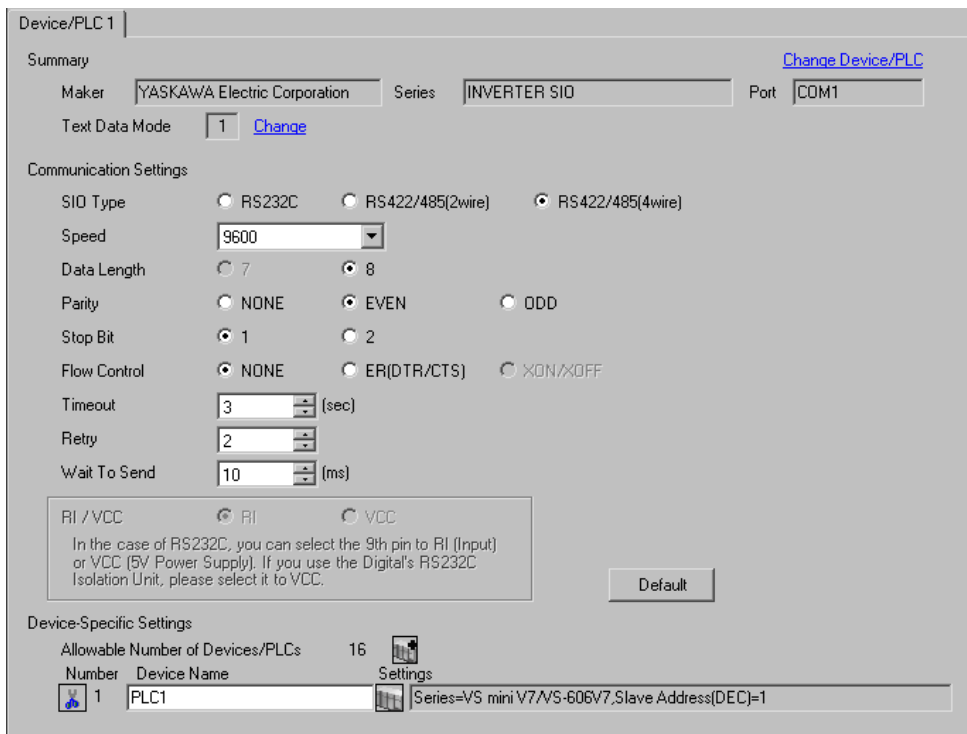 Device/PLC 1
Summary Change Device/PLC
Maker YASKAWA Electric Corporation Series INVERTER SIO Port COM1
Text Data Mode 1 Change
Communication Settings
SIO Type RS232C RS422/485(2wire) RS422/485(4wire)
Speed 9600
Data Length 7 8
Parity NONE EVEN ODD
Stop Bit 1 2
Flow Control NONE ER(DTR/CTS) XON/XOFF
Timeout 3 (sec)
Retry 2
Wait To Send 10 (ms)
RI / VCC RI VCC
In the case of RS232C, you can select the 9th pin to RI (Input)
or VCC (5V Power Supply). If you use the Digital's RS232C
Isolation Unit, please select it to VCC.
Default
Device-Specific Settings
Allowable Number of Devices/PLCs 16
Number Device Name Settings
1 PLC1 Series=VS mini V7/VS-606V7,Slave Address(DEC)=1